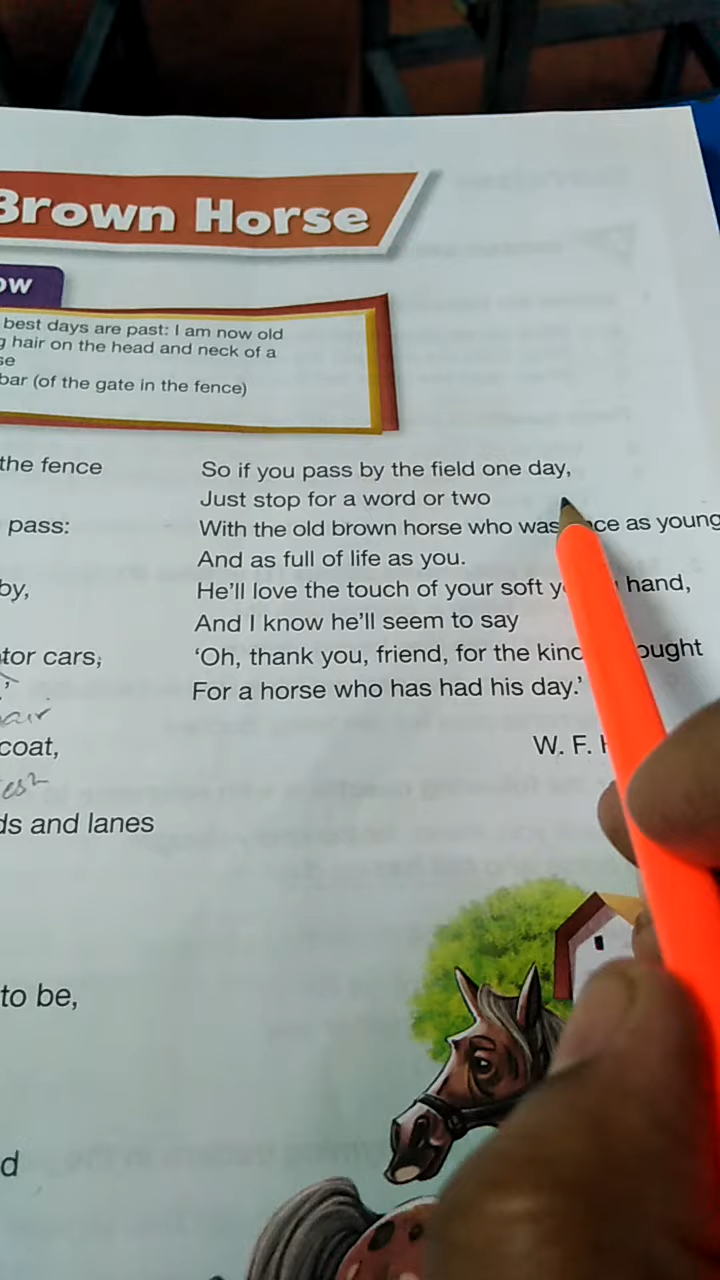 Brown Horse
ow
best days are past: I am now old
g hair on the head and neck of a
se
bar (of the gate in the fence)
the fence
pass:
by,
tor cars,
air
coat,
ds and lanes
to be,
d
So if you pass by the field one day,
Just stop for a word or two
With the old brown horse who was as young
And as full of life as you.
He'll love the touch of your soft hand,
And I know he'll seem to say
'Oh, thank you, friend, for the kind
For a horse who has had his day.'
W. F.